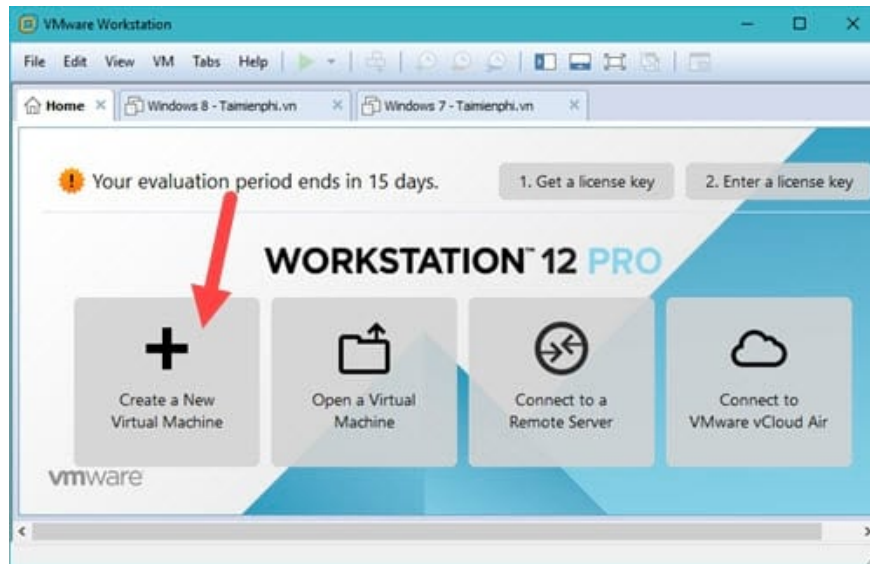 VMware Workstation
File Edit View VM Tabs Help
Home Windows 8 - Taimienphi.vn Windows 7 - Taimienphi.vn
Your evaluation period ends in 15 days. 1. Get a license key 2. Enter a license key
WORKSTATION™ 12 PRO
Create a New
Virtual Machine
Open a Virtual
Machine
Connect to a
Remote Server
Connect to
VMware vCloud Air
vmware